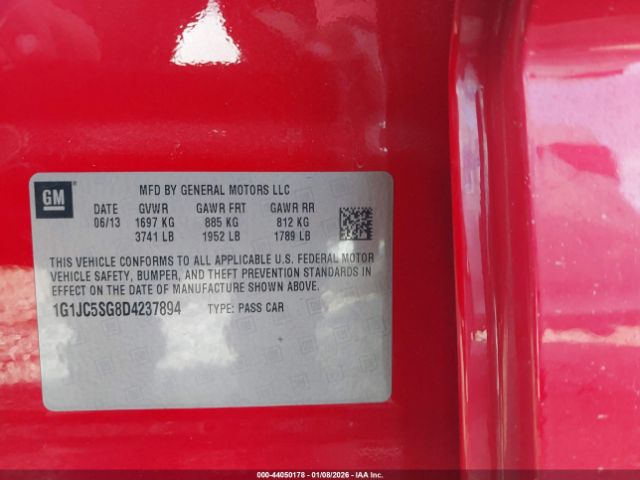 GM
MFD BY GENERAL MOTORS LLC
DATE GVWR GAWR FRT GAWR RR
06/13 1697 KG 885 KG 812 KG
3741 LB 1952 LB 1789 LB
THIS VEHICLE CONFORMS TO ALL APPLICABLE U.S. FEDERAL MOTOR
VEHICLE SAFETY, BUMPER, AND THEFT PREVENTION STANDARDS IN
EFFECT ON THE DATE OF MANUFACTURE SHOWN ABOVE.
1G1JC5SG8D4237894 TYPE: PASS CAR
000-44050178 - 01/08/2026 - IAA Inc.